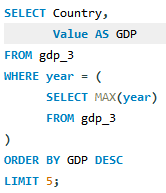 SELECT Country,
Value AS GDP
FROM gdp_3
WHERE year = (
SELECT MAX(year)
FROM gdp_3
)
ORDER BY GDP DESC
LIMIT 5;